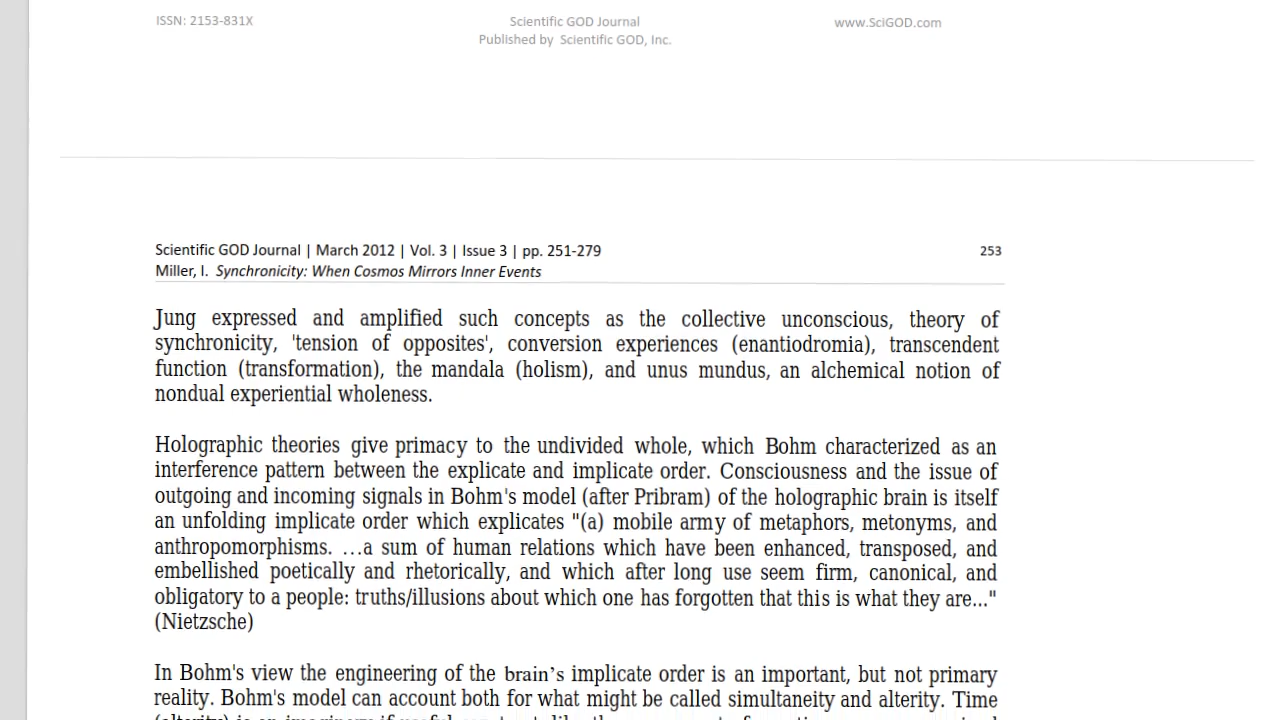 ISSN: 2153-831X
Scientific GOD Journal
www.SciGOD.com
Published by Scientific GOD, Inc.
Scientific GOD Journal | March 2012 | Vol. 3 | Issue 3 | pp. 251-279
253
Miller, I. Synchronicity: When Cosmos Mirrors Inner Events
Jung expressed and amplified such concepts as the collective unconscious, theory of
synchronicity, 'tension of opposites', conversion experiences (enantiodromia), transcendent
function (transformation), the mandala (holism), and unus mundus, an alchemical notion of
nondual experiential wholeness.
Holographic theories give primacy to the undivided whole, which Bohm characterized as an
interference pattern between the explicate and implicate order. Consciousness and the issue of
outgoing and incoming signals in Bohm's model (after Pribram) of the holographic brain is itself
an unfolding implicate order which explicates "(a) mobile army of metaphors, metonyms, and
anthropomorphisms. …a sum of human relations which have been enhanced, transposed, and
embellished poetically and rhetorically, and which after long use seem firm, canonical, and
obligatory to a people: truths/illusions about which one has forgotten that this is what they are..."
(Nietzsche)
In Bohm's view the engineering of the brain’s implicate order is an important, but not primary
reality. Bohm's model can account both for what might be called simultaneity and alterity. Time